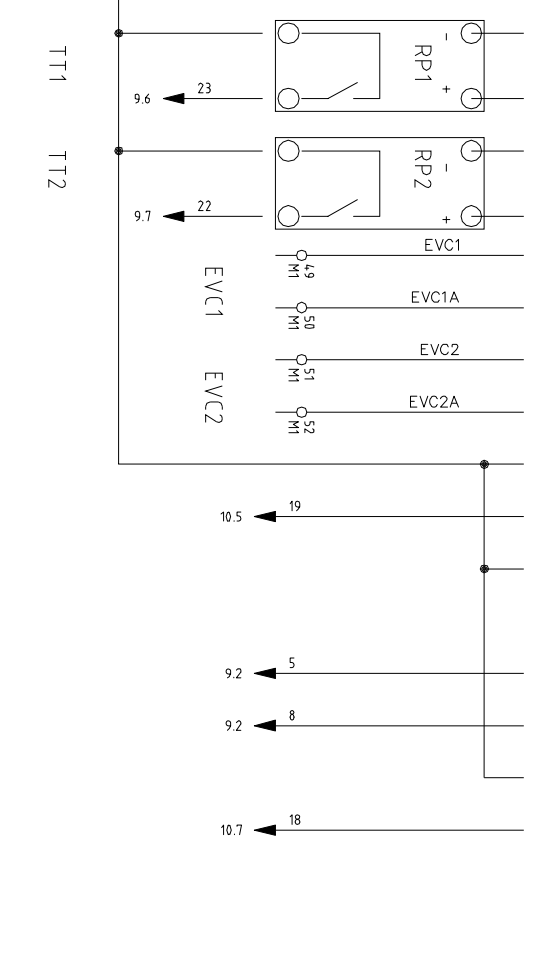 TT1
RP1
-
+
9.6
23
TT2
RP2
-
+
9.7
22
EVC1
EVC1
49
M1
EVC1A
50
M1
EVC2
EVC2
51
M1
EVC2A
52
M1
10.5
19
9.2
5
9.2
8
10.7
18